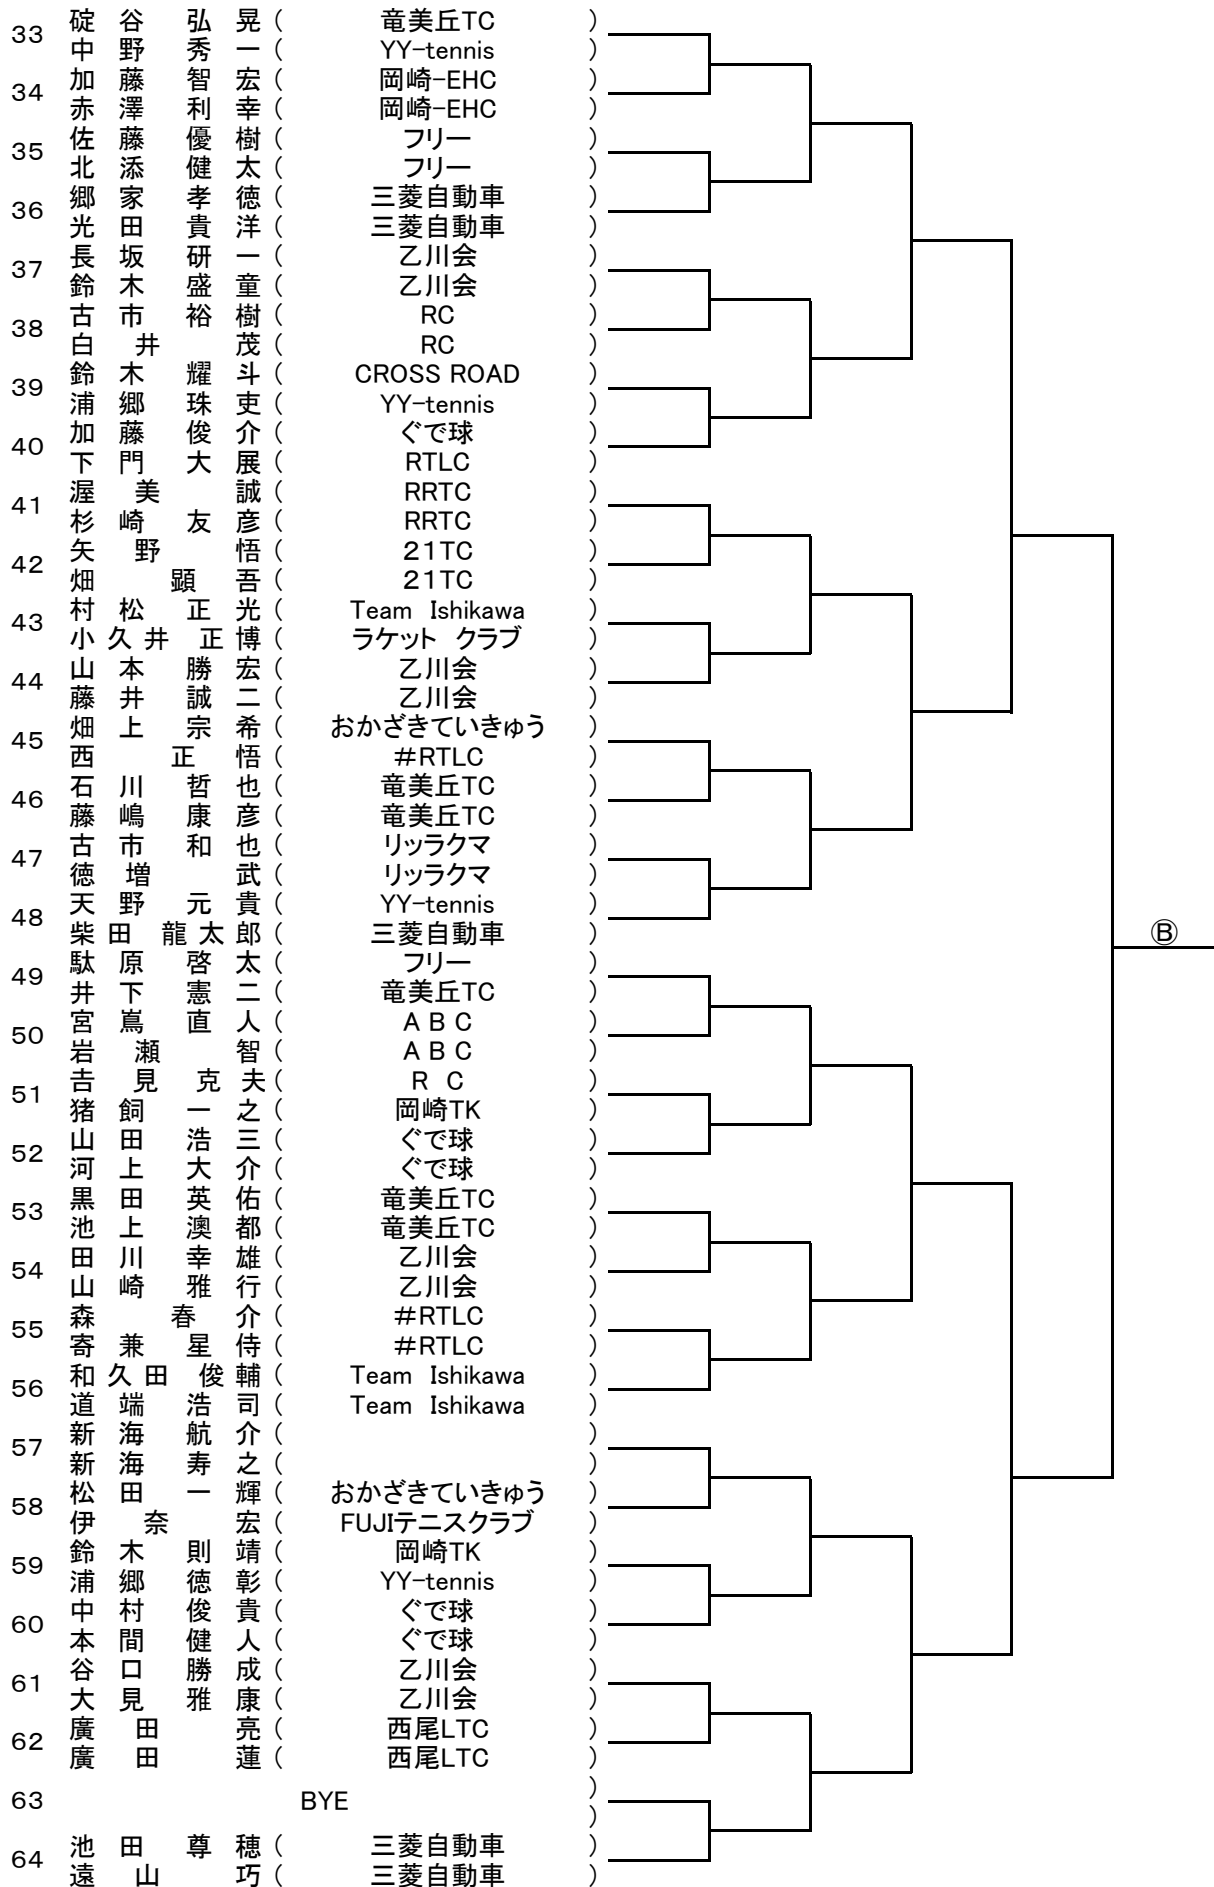 33
碇谷 弘晃( 竜美丘TC )
中野 秀一( YY-tennis )
34
加藤 智宏( 岡崎-EHC )
赤澤 利幸( 岡崎-EHC )
35
佐藤 優樹( フリー )
北添 健太( フリー )
36
郷家 孝徳( 三菱自動車 )
光田 貴洋( 三菱自動車 )
37
長坂 研一( 乙川会 )
鈴木 盛童( 乙川会 )
38
古市 裕樹( RC )
白井 茂( RC )
39
鈴木 耀斗( CROSS ROAD )
浦郷 珠吏( YY-tennis )
40
加藤 俊介( ぐで球 )
下門 大展( RTLC )
41
渥美 誠( RRTC )
杉崎 友彦( RRTC )
42
矢野 悟( 21TC )
畑 顕吾( 21TC )
43
村松 正光( Team Ishikawa )
小久井 正博( ラケット クラブ )
44
山本 勝宏( 乙川会 )
藤井 誠二( 乙川会 )
45
畑上 宗希( おかざきていきゅう )
西 正悟( #RTLC )
46
石川 哲也( 竜美丘TC )
藤嶋 康彦( 竜美丘TC )
47
古市 和也( リッラクマ )
徳増 武( リッラクマ )
48
天野 元貴( YY-tennis )
柴田 龍太郎( 三菱自動車 )
Ⓑ
49
駄原 啓太( フリー )
井下 憲二( 竜美丘TC )
50
宮嶌 直人( A B C )
岩瀬 智( A B C )
51
𠮷見 克夫( R C )
猪飼 一之( 岡崎TK )
52
山田 浩三( ぐで球 )
河上 大介( ぐで球 )
53
黒田 英佑( 竜美丘TC )
池上 澳都( 竜美丘TC )
54
田川 幸雄( 乙川会 )
山崎 雅行( 乙川会 )
55
森 春介( #RTLC )
寄兼 星侍( #RTLC )
56
和久田 俊輔( Team Ishikawa )
道端 浩司( Team Ishikawa )
57
新海 航介( )
新海 寿之( )
58
松田 一輝( おかざきていきゅう )
伊奈 宏( FUJIテニスクラブ )
59
鈴木 則靖( 岡崎TK )
浦郷 徳彰( YY-tennis )
60
中村 俊貴( ぐで球 )
本間 健人( ぐで球 )
61
谷口 勝成( 乙川会 )
大見 雅康( 乙川会 )
62
廣田 亮( 西尾LTC )
廣田 蓮( 西尾LTC )
63
BYE )
)
64
池田 尊穂( 三菱自動車 )
遠山 巧( 三菱自動車 )